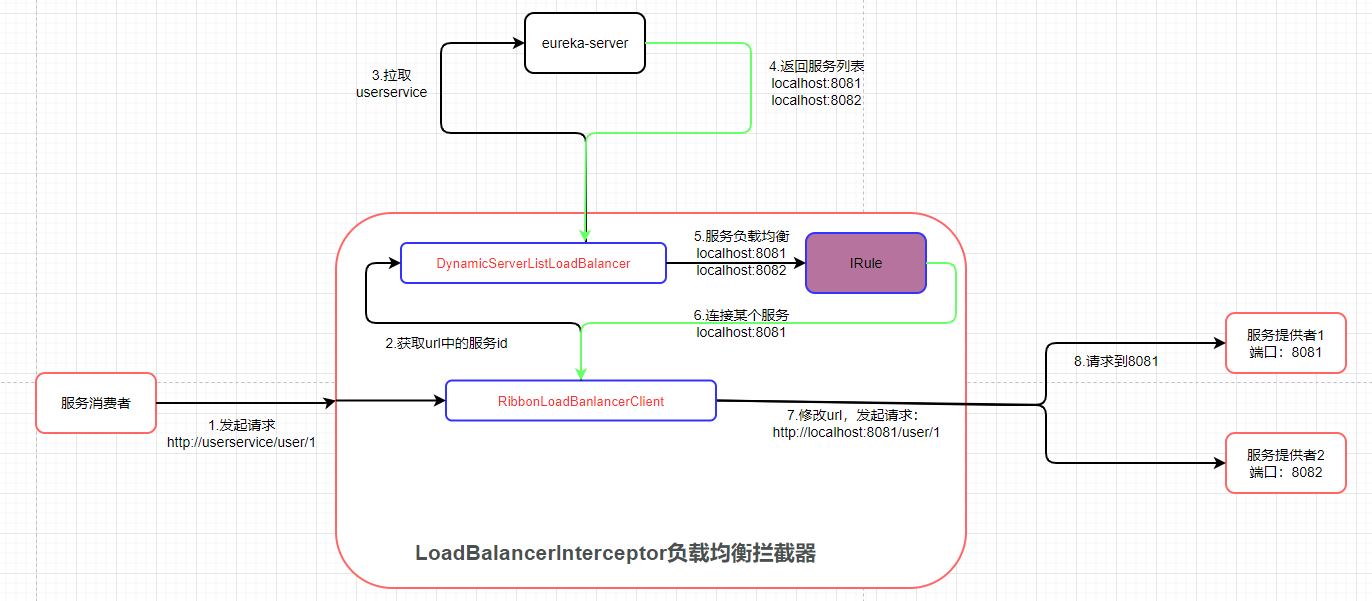 eureka-server
3.拉取
userservice
4.返回服务列表
localhost:8081
localhost:8082
DynamicServerListLoadBalancer
5.服务负载均衡
localhost:8081
localhost:8082
IRule
6.连接某个服务
localhost:8081
2.获取url中的服务id
服务消费者
1.发起请求
http://userservice/user/1
RibbonLoadBanlancerClient
7.修改url，发起请求：
http://localhost:8081/user/1
8.请求到8081
服务提供者1
端口：8081
服务提供者2
端口：8082
LoadBalancerInterceptor负载均衡拦截器